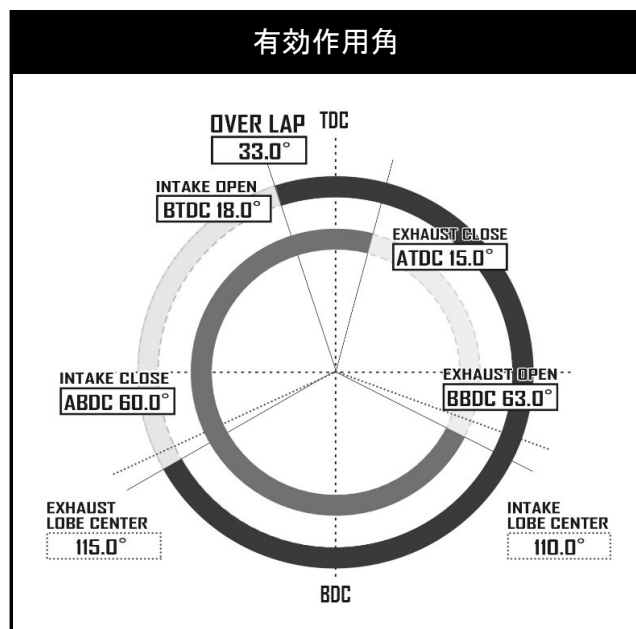 有効作用角
OVER LAP
33.0°
TDC
INTAKE OPEN
BTDC 18.0°
EXHAUST CLOSE
ATDC 15.0°
INTAKE CLOSE
ABDC 60.0°
EXHAUST OPEN
BBDC 63.0°
EXHAUST
LOBE CENTER
115.0°
INTAKE
LOBE CENTER
110.0°
BDC